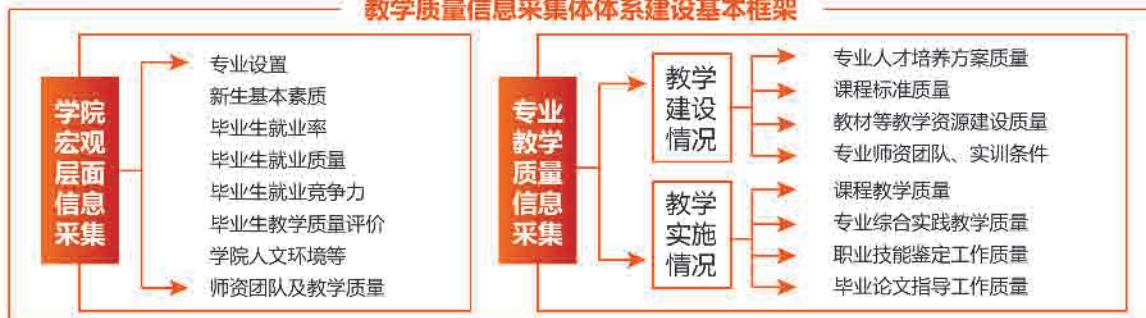 教学质量信息采集体体系建设基本框架
学院
宏观
层面
信息
采集
专业设置
新生基本素质
毕业生就业率
毕业生就业质量
毕业生就业竞争力
毕业生教学质量评价
学院人文环境等
师资团队及教学质量
专业
教学
质量
信息
采集
教学
建设
情况
专业人才培养方案质量
课程标准质量
教材等教学资源建设质量
专业师资团队、实训条件
教学
实施
情况
课程教学质量
专业综合实践教学质量
职业技能鉴定工作质量
毕业论文指导工作质量